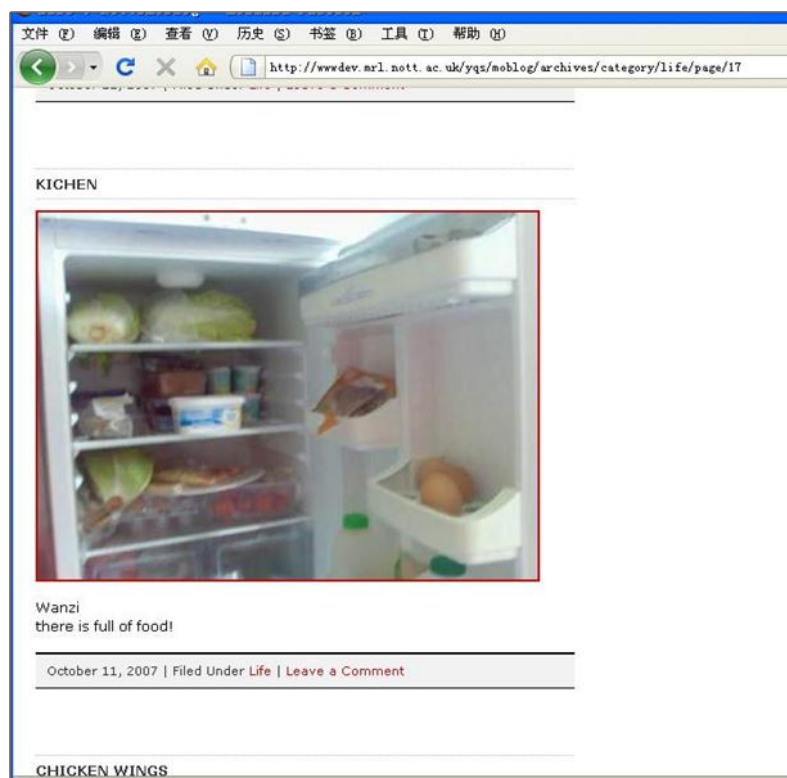 文件(F) 编辑(E) 查看(V) 历史(S) 书签(B) 工具(T) 帮助(H)
http://wwwdev.mrl.nott.ac.uk/yqs/moblog/archives/category/life/page/17
KICHEN
Wanzi
there is full of food!
October 11, 2007 | Filed Under Life | Leave a Comment
CHICKEN WINGS